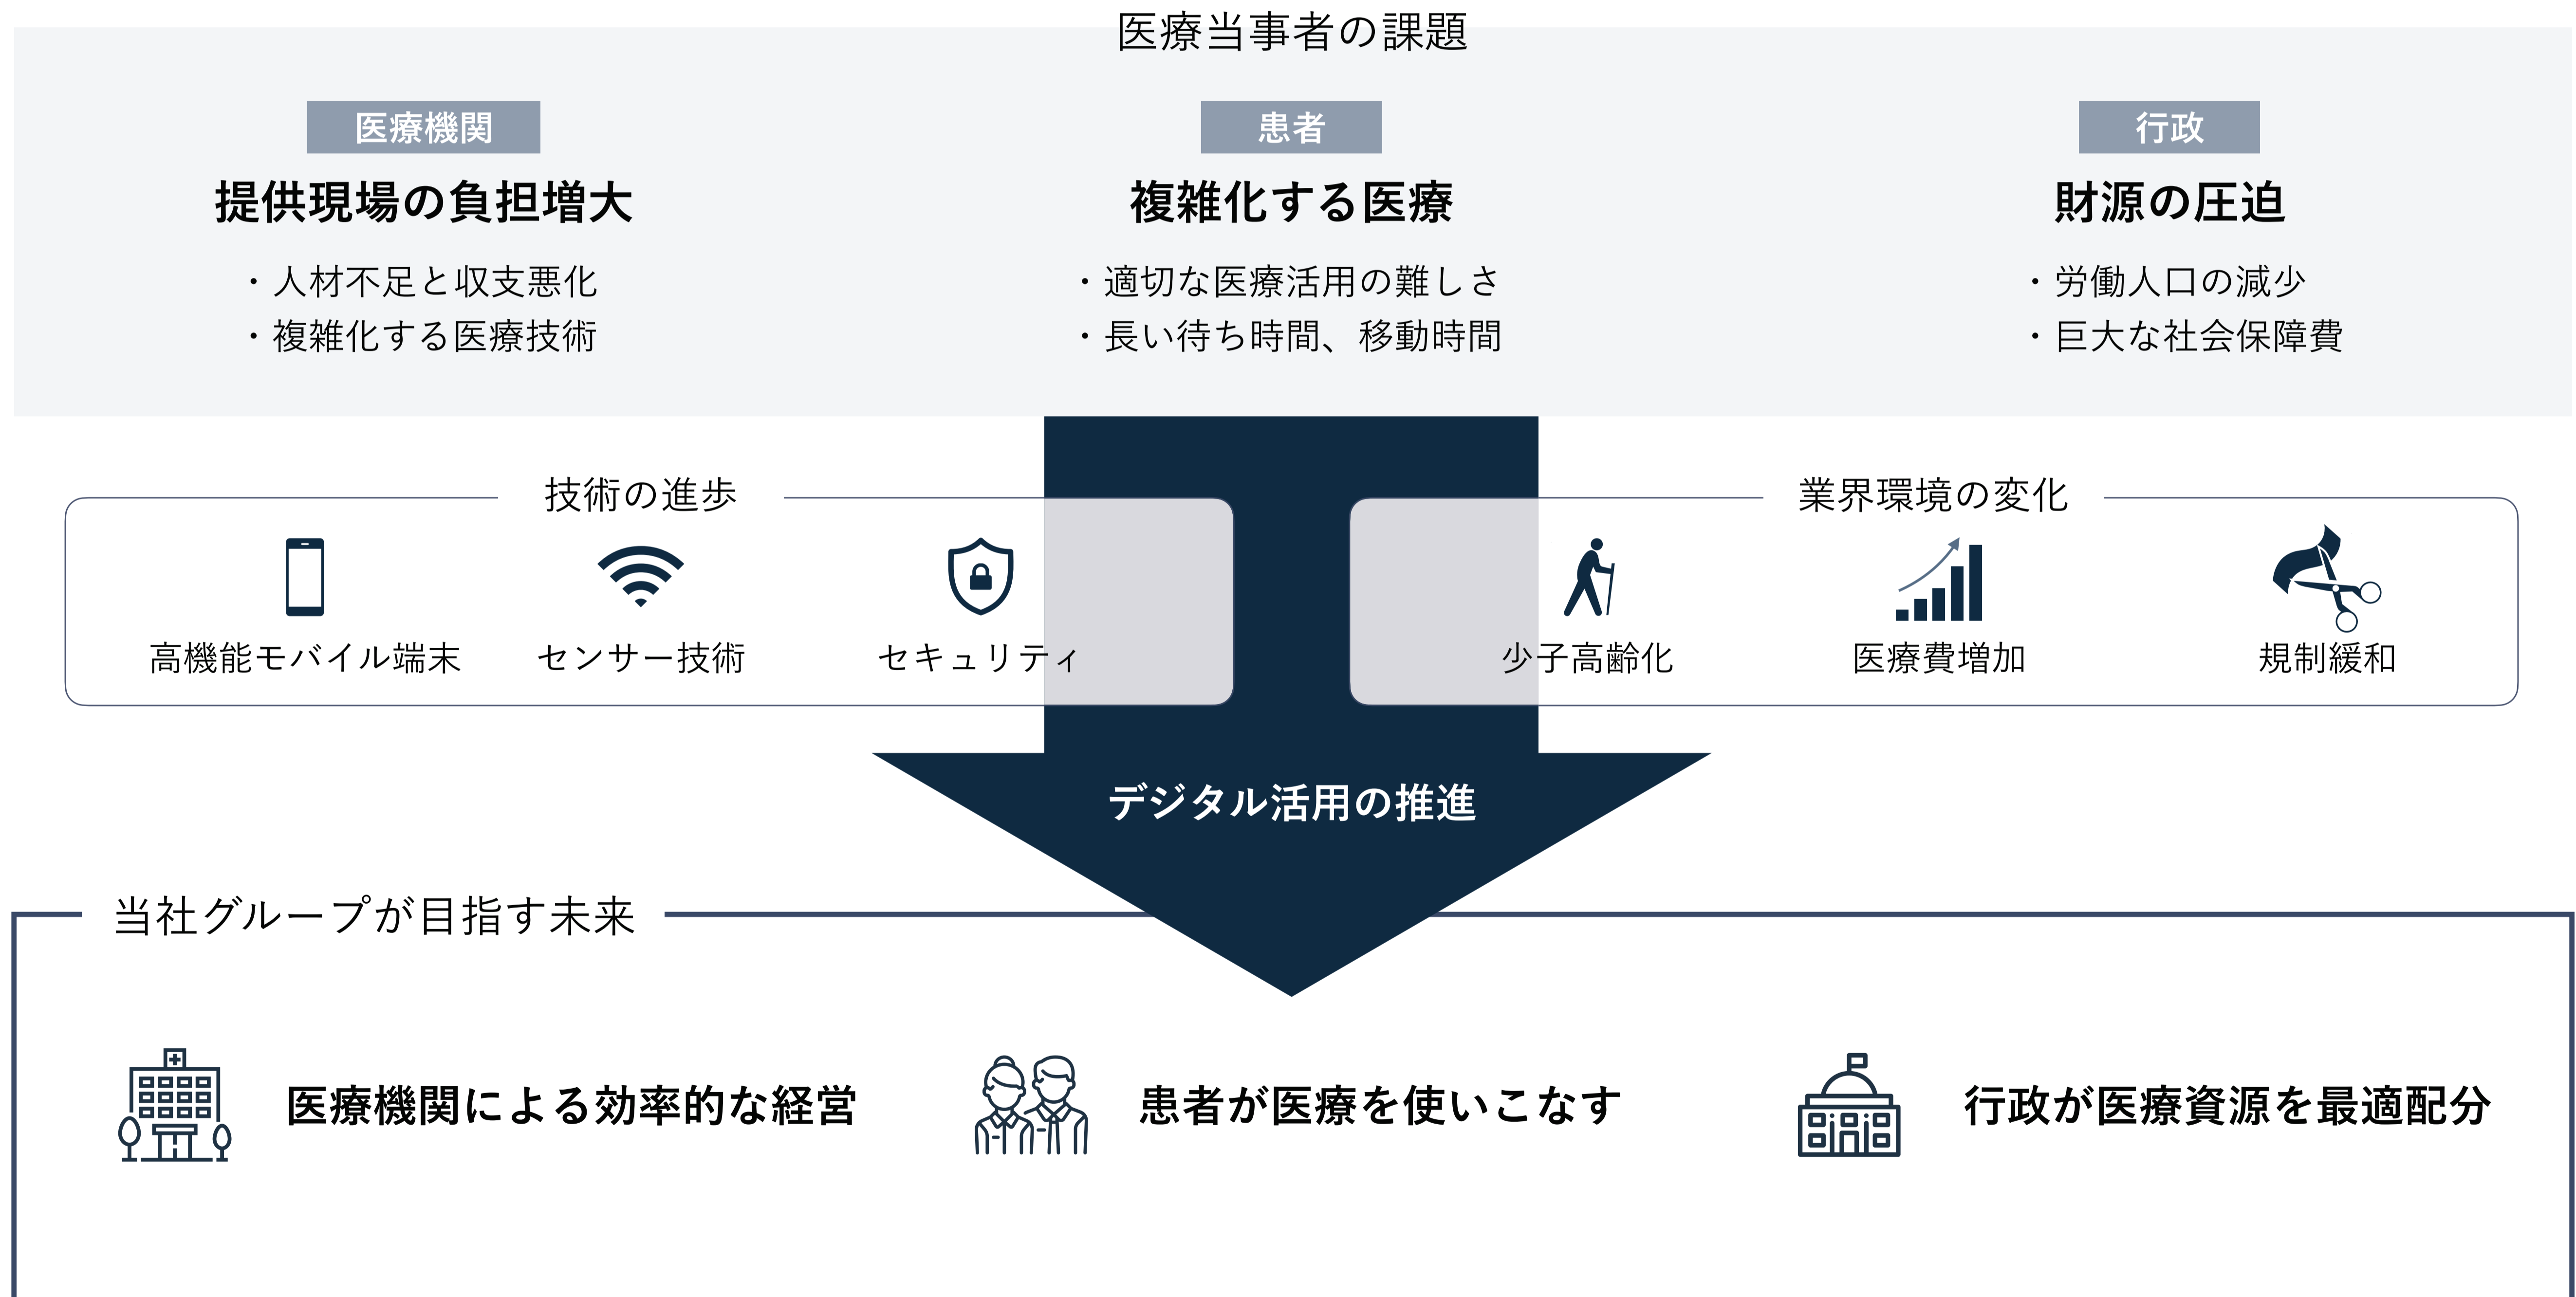 医療当事者の課題
医療機関
提供現場の負担増大
・人材不足と収支悪化
・複雑化する医療技術
患者
複雑化する医療
・適切な医療活用の難しさ
・長い待ち時間、移動時間
行政
財源の圧迫
・労働人口の減少
・巨大な社会保障費
技術の進歩
高機能モバイル端末
センサー技術
セキュリティ
業界環境の変化
少子高齢化
医療費増加
規制緩和
デジタル活用の推進
当社グループが目指す未来
医療機関による効率的な経営
患者が医療を使いこなす
行政が医療資源を最適配分